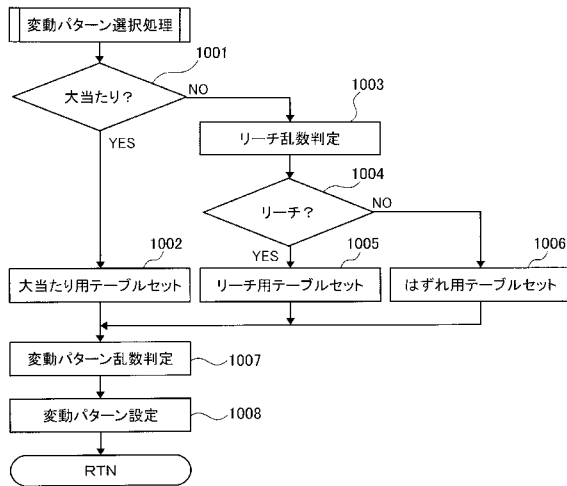 変動パターン選択処理
1001
大当たり?
NO
1003
YES
リーチ乱数判定
1004
リーチ?
NO
YES
1002
1005
1006
大当たり用テーブルセット
リーチ用テーブルセット
はずれ用テーブルセット
変動パターン乱数判定
1007
変動パターン設定
1008
RTN